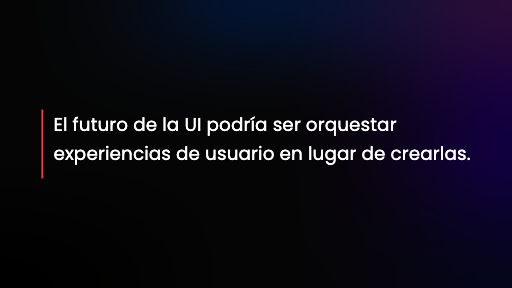 El futuro de la UI podría ser orquestar
experiencias de usuario en lugar de crearlas.